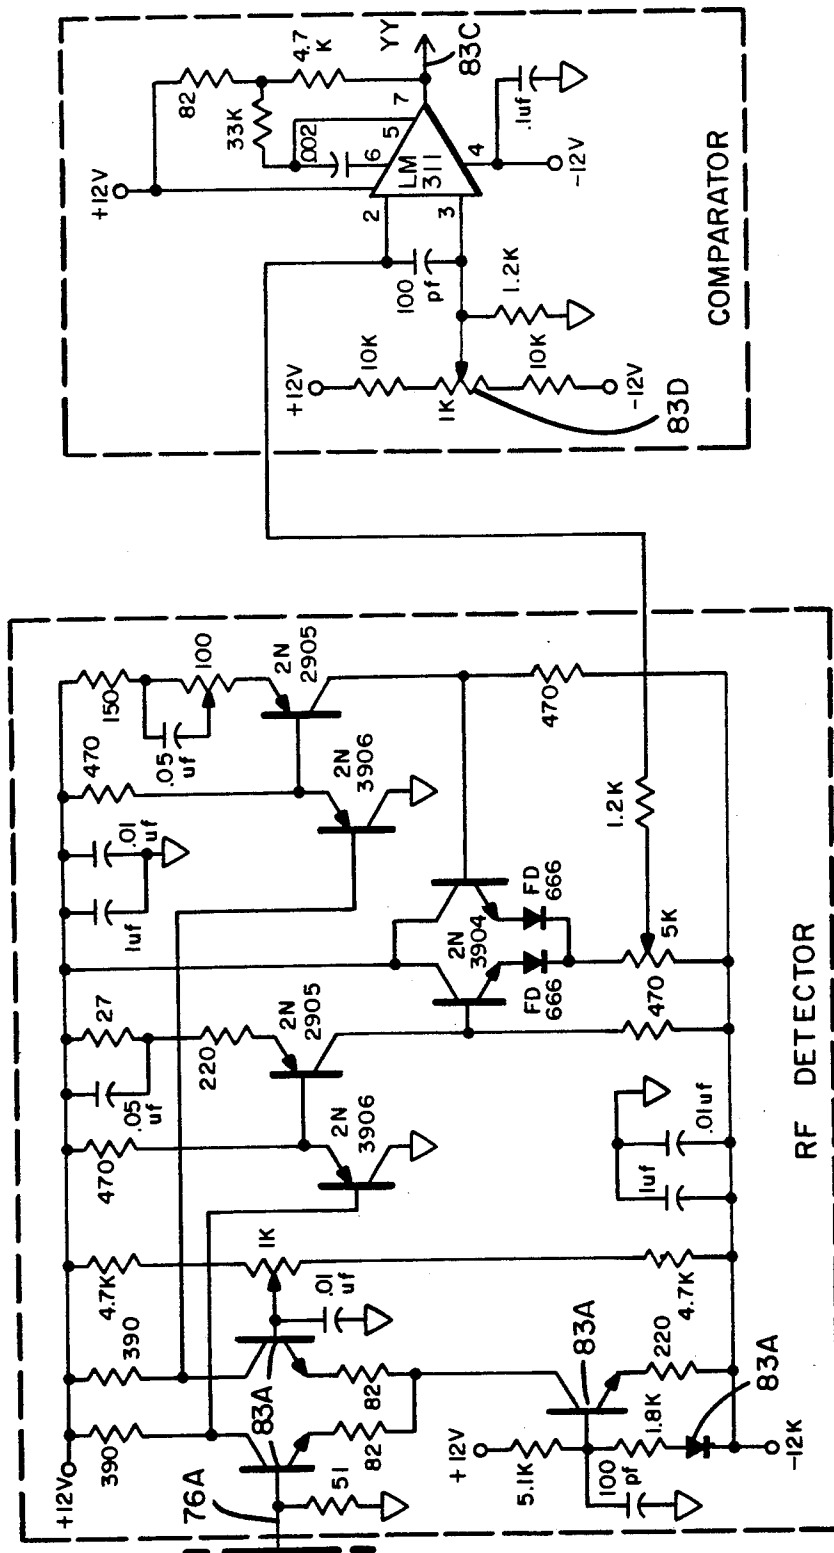 +12V
82
4.7
K
33K
.002
YY
83C
7
5
6
LM
311
4
2
3
.1uf
-12V
100
pf
1.2K
+12V
10K
1K
10K
-12V
83D
COMPARATOR
150
100
.05
uf
2N
2905
470
2N
3906
470
.01
uf
1uf
1.2K
FD
666
2N
3904
FD
666
5K
27
.05
uf
220
2N
2905
470
470
2N
3906
1uf
.01uf
RF DETECTOR
4.7K
1K
.01
uf
4.7K
390
390
83A
82
82
83A
220
1.8K
83A
+12V
76A
51
+12V
5.1K
100
pf
-12K